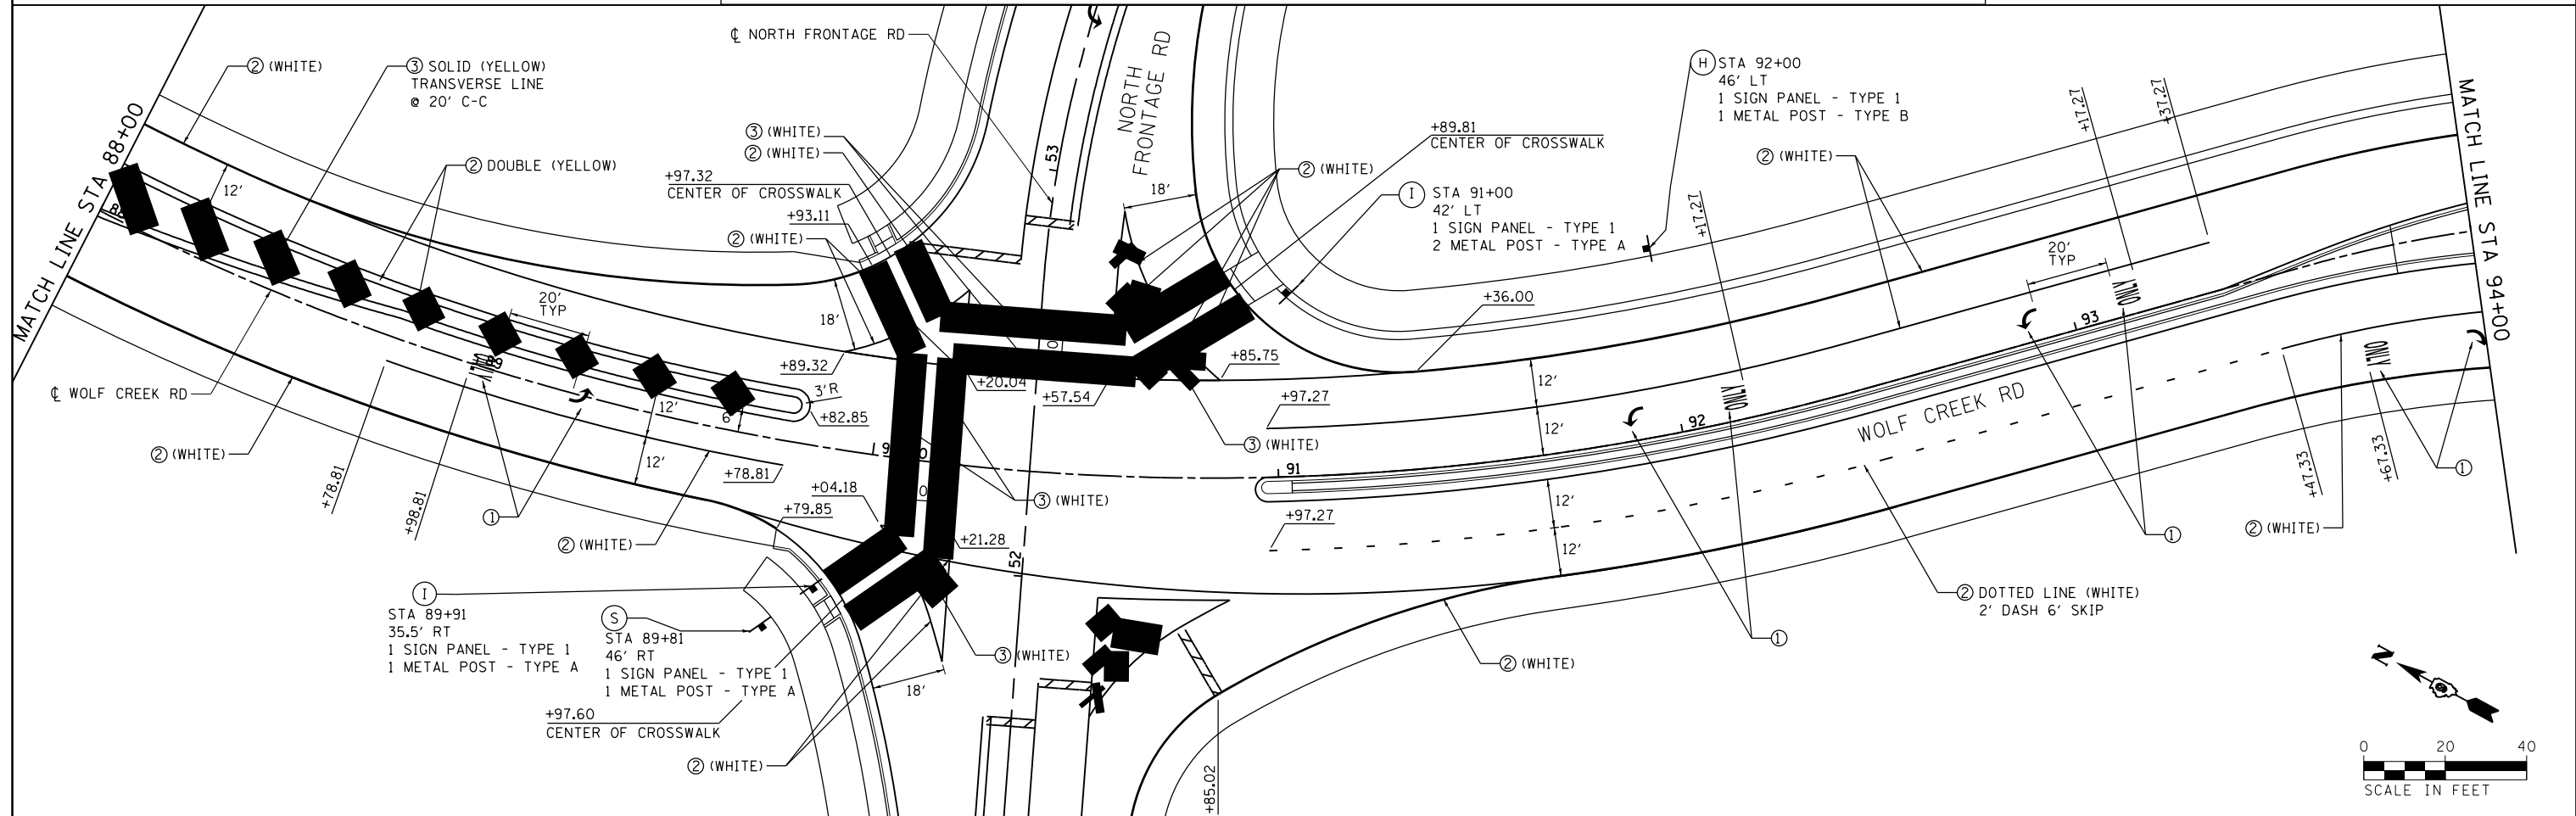 ℄ NORTH FRONTAGE RD
② (WHITE)
③ SOLID (YELLOW)
TRANSVERSE LINE
@ 20' C-C
MATCH LINE STA 88+00
12'
② DOUBLE (YELLOW)
③ (WHITE)
② (WHITE)
+97.32
CENTER OF CROSSWALK
+93.11
② (WHITE)
53
NORTH
FRONTAGE RD
18'
② (WHITE)
+89.81
CENTER OF CROSSWALK
Ⓘ STA 91+00
42' LT
1 SIGN PANEL - TYPE 1
2 METAL POST - TYPE A
Ⓗ STA 92+00
46' LT
1 SIGN PANEL - TYPE 1
1 METAL POST - TYPE B
② (WHITE)
+17.27
+17.27
+37.27
MATCH LINE STA 94+00
20'
TYP
20'
TYP
18'
+89.32
+36.00
+85.75
+20.04
+57.54
89
℄ WOLF CREEK RD
3'R
+82.85
6'
12'
12'
+97.27
12'
12'
ONLY
ONLY
93
92
91
WOLF CREEK RD
ONLY
③ (WHITE)
② (WHITE)
+78.81
+98.81
①
+78.81
+04.18
+79.85
③ (WHITE)
+97.27
12'
12'
+47.33
+67.33
①
①
② (WHITE)
② (WHITE)
+21.28
52
Ⓘ
STA 89+91
35.5' RT
1 SIGN PANEL - TYPE 1
1 METAL POST - TYPE A
Ⓢ
STA 89+81
46' RT
1 SIGN PANEL - TYPE 1
1 METAL POST - TYPE A
② DOTTED LINE (WHITE)
2' DASH 6' SKIP
①
③ (WHITE)
② (WHITE)
18'
+97.60
CENTER OF CROSSWALK
② (WHITE)
+85.02
N
0 20 40
SCALE IN FEET